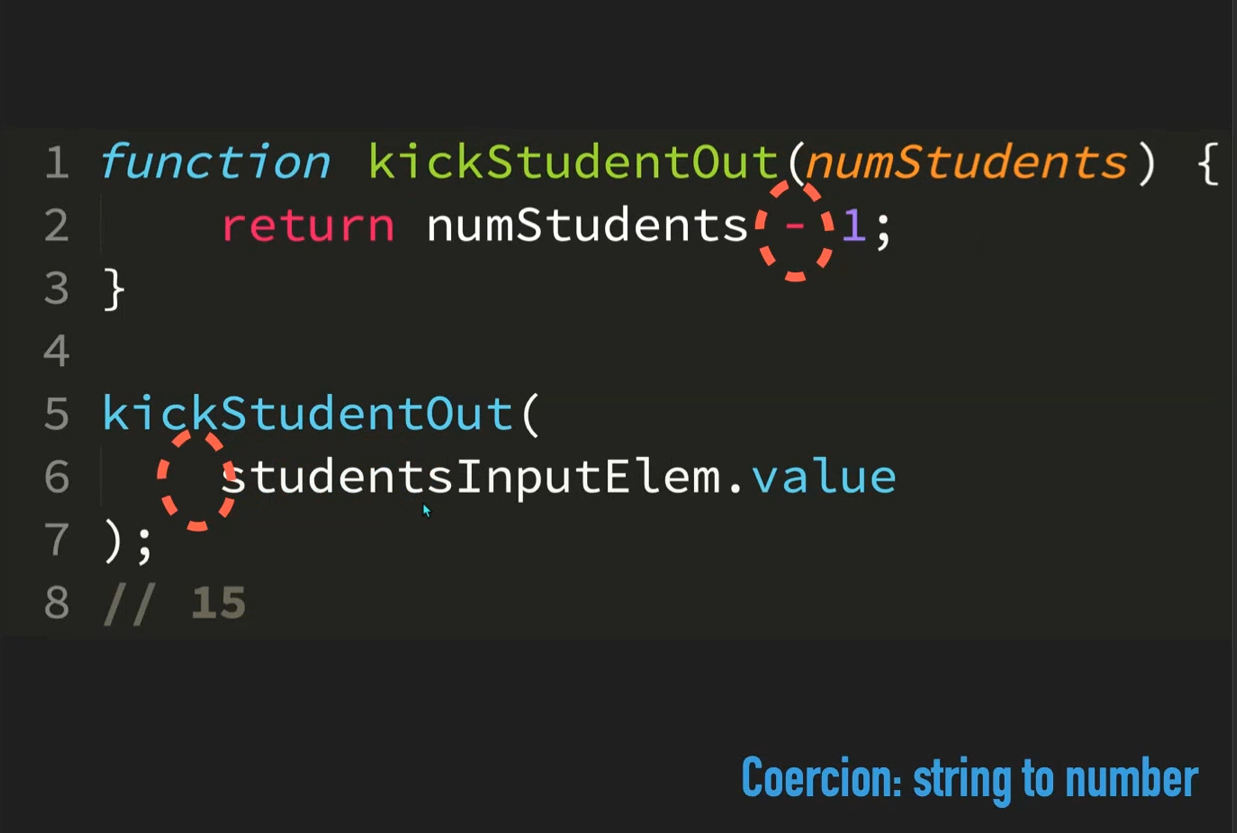 1 function kickStudentOut(numStudents) {
2     return numStudents - 1;
3 }
4
5 kickStudentOut(
6     studentsInputElem.value
7 );
8 // 15
Coercion: string to number